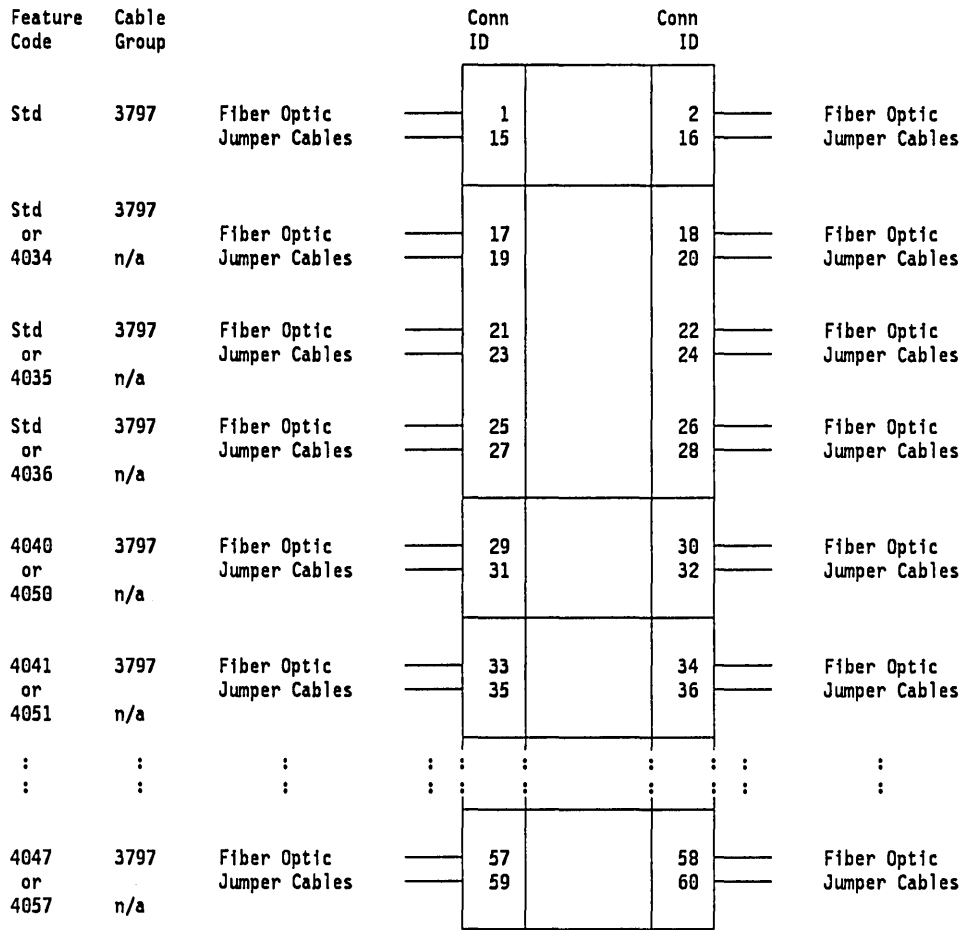 Feature Cable Conn Conn
Code Group ID ID
Std 3797 Fiber Optic 1 2 Fiber Optic
Jumper Cables 15 16 Jumper Cables
Std 3797
or Fiber Optic 17 18 Fiber Optic
4034 n/a Jumper Cables 19 20 Jumper Cables
Std 3797 Fiber Optic 21 22 Fiber Optic
or Jumper Cables 23 24 Jumper Cables
4035 n/a
Std 3797 Fiber Optic 25 26 Fiber Optic
or Jumper Cables 27 28 Jumper Cables
4036 n/a
4040 3797 Fiber Optic 29 30 Fiber Optic
or Jumper Cables 31 32 Jumper Cables
4050 n/a
4041 3797 Fiber Optic 33 34 Fiber Optic
or Jumper Cables 35 36 Jumper Cables
4051 n/a
: : : : : : : : : :
: : : : : : : : : :
4047 3797 Fiber Optic 57 58 Fiber Optic
or Jumper Cables 59 60 Jumper Cables
4057 n/a